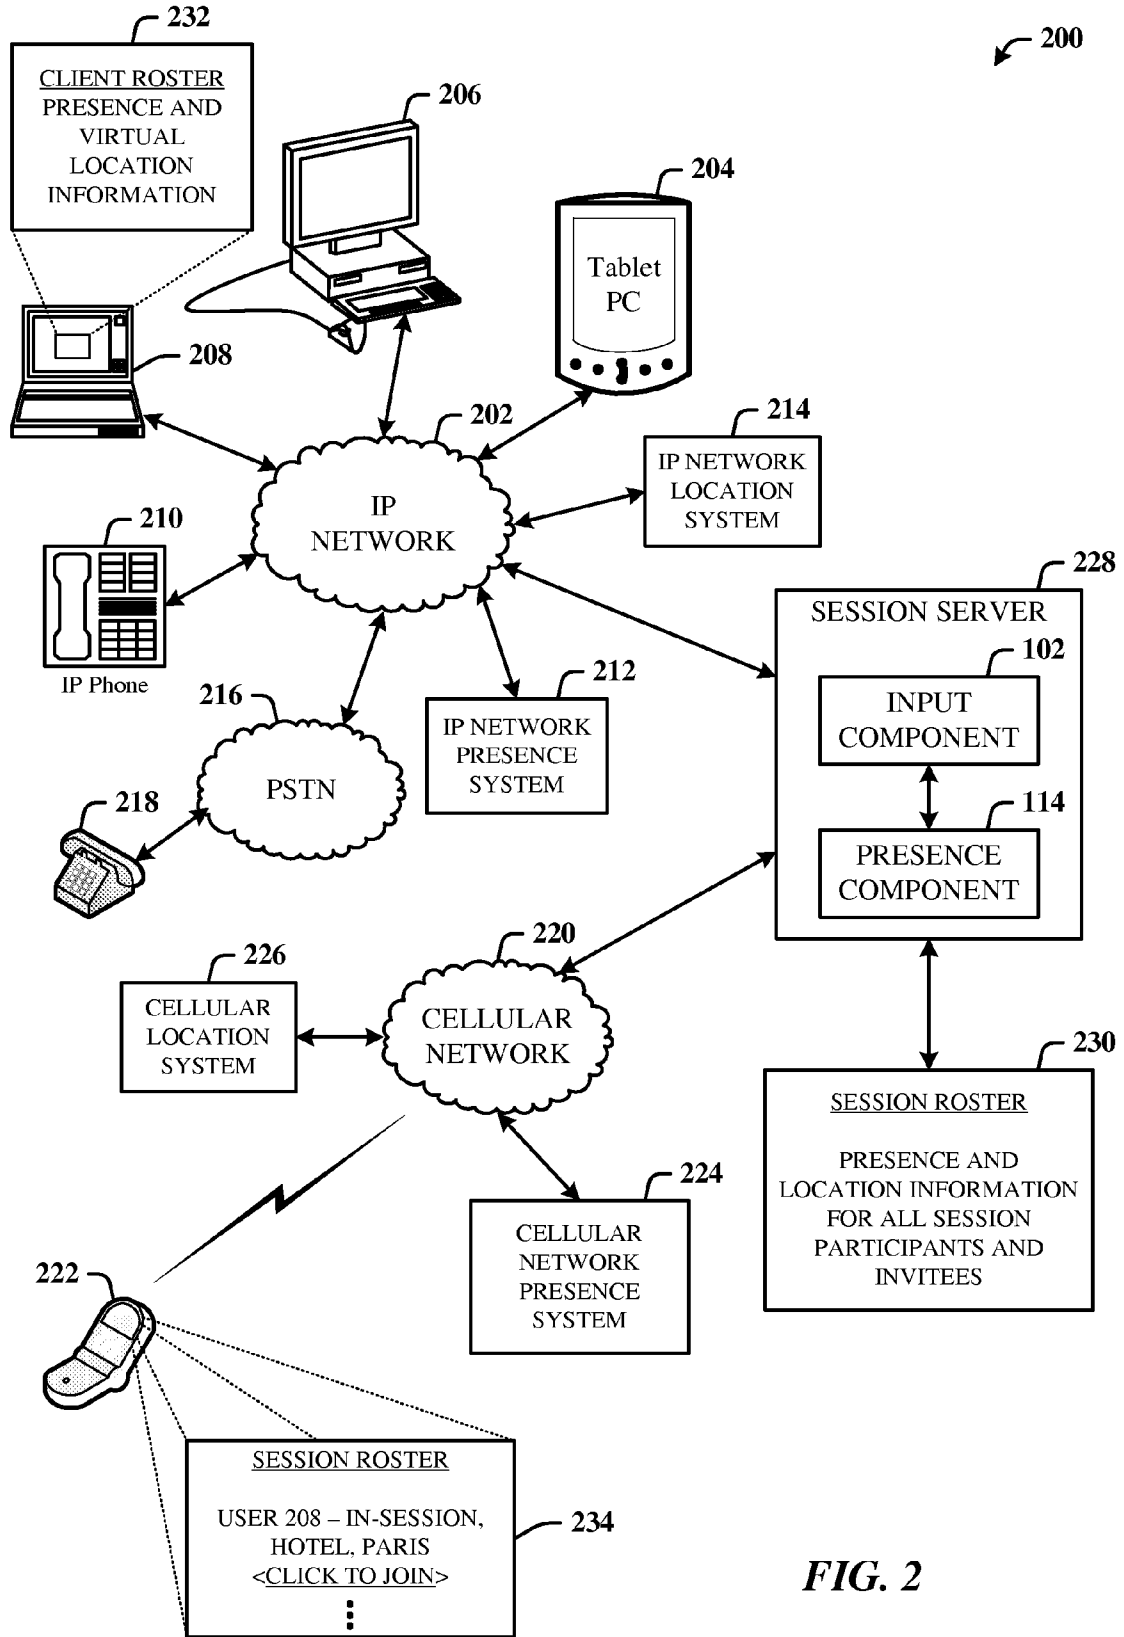 232
200
CLIENT ROSTER
PRESENCE AND
VIRTUAL
LOCATION
INFORMATION
206
204
Tablet
PC
208
202
214
IP NETWORK
LOCATION
SYSTEM
IP
NETWORK
210
IP Phone
228
SESSION SERVER
102
INPUT
COMPONENT
114
PRESENCE
COMPONENT
212
IP NETWORK
PRESENCE
SYSTEM
216
PSTN
218
220
CELLULAR
NETWORK
226
CELLULAR
LOCATION
SYSTEM
230
SESSION ROSTER
PRESENCE AND
LOCATION INFORMATION
FOR ALL SESSION
PARTICIPANTS AND
INVITEES
224
CELLULAR
NETWORK
PRESENCE
SYSTEM
222
SESSION ROSTER
USER 208 – IN-SESSION,
HOTEL, PARIS
<CLICK TO JOIN>
234
FIG. 2